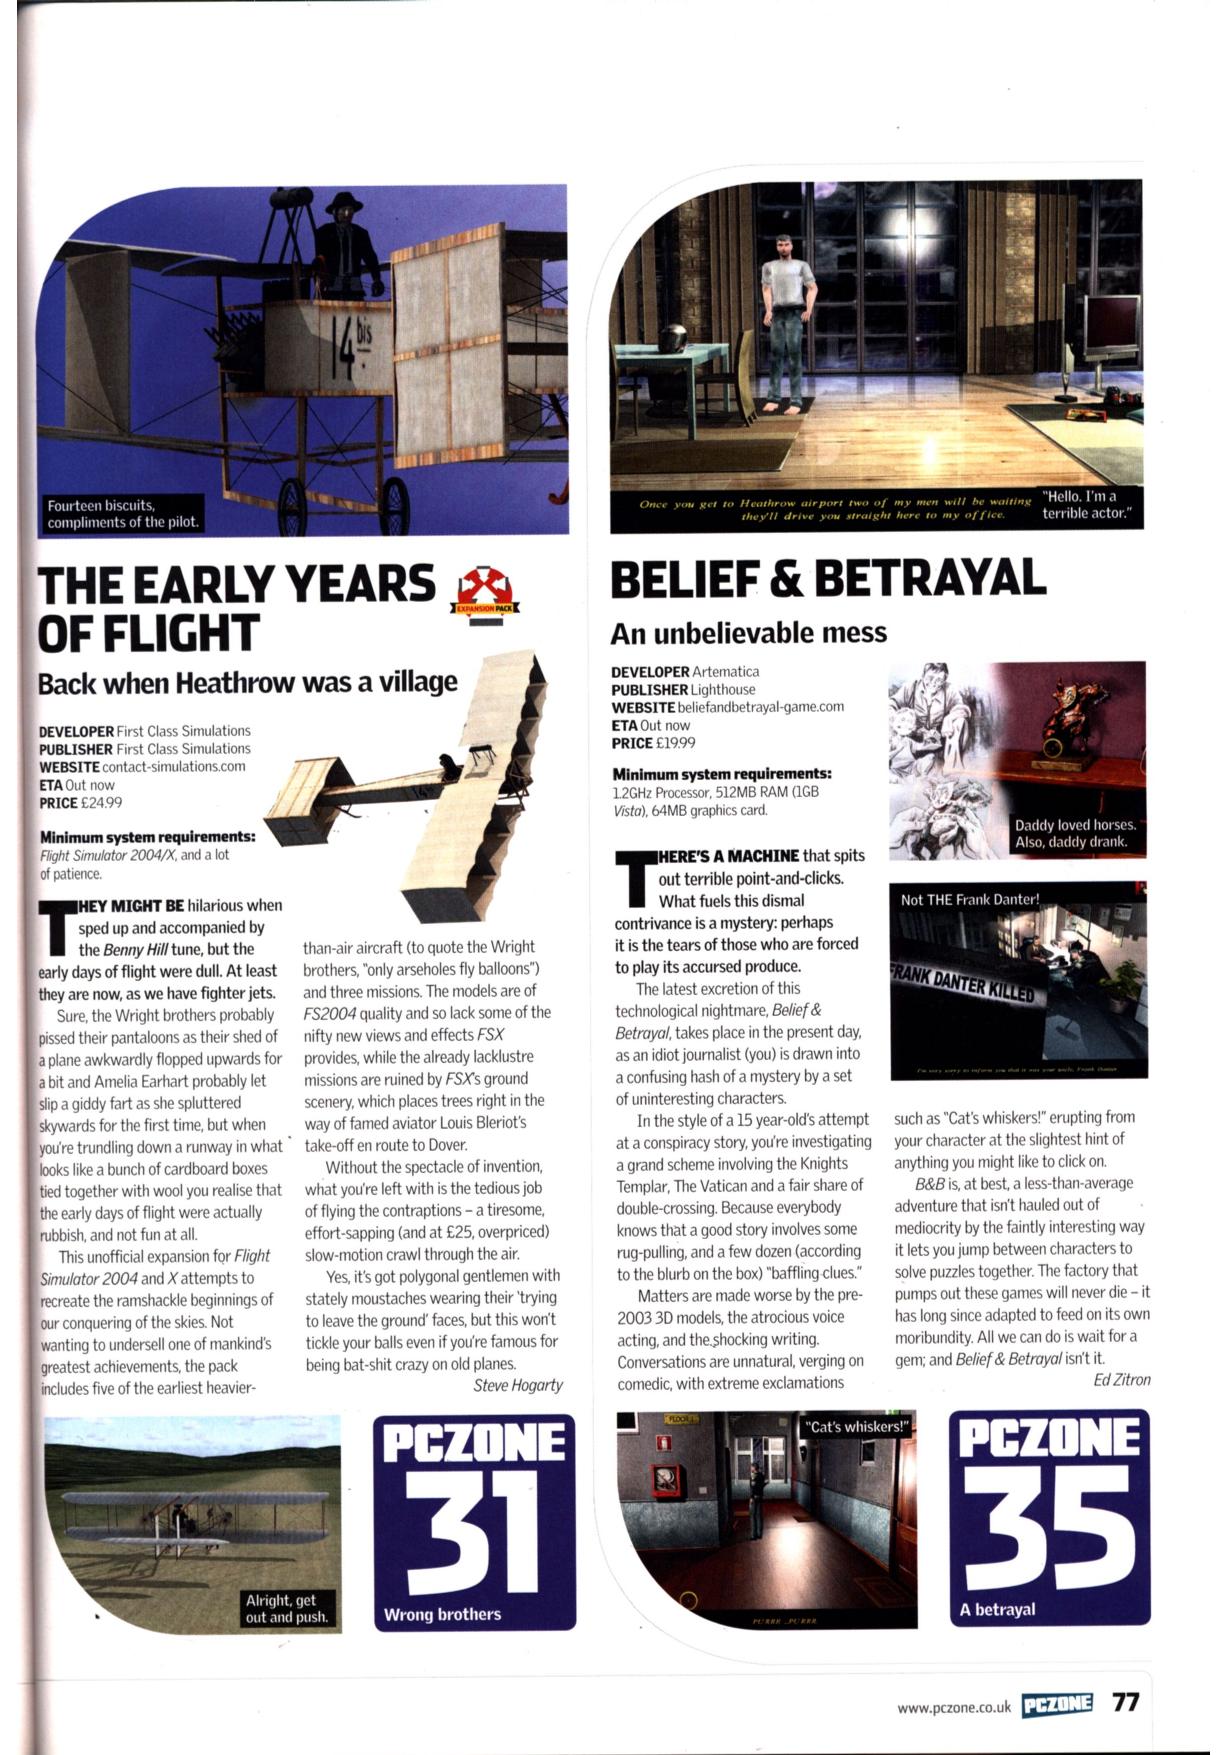 14 bis
Fourteen biscuits,
compliments of the pilot.
THE EARLY YEARS
OF FLIGHT
EXPANSION PACK
Back when Heathrow was a village
DEVELOPER First Class Simulations
PUBLISHER First Class Simulations
WEBSITE contact-simulations.com
ETA Out now
PRICE £24.99
Minimum system requirements:
Flight Simulator 2004/X, and a lot
of patience.
THEY MIGHT BE hilarious when
sped up and accompanied by
the Benny Hill tune, but the
early days of flight were dull. At least
they are now, as we have fighter jets.
Sure, the Wright brothers probably
pissed their pantaloons as their shed of
a plane awkwardly flopped upwards for
a bit and Amelia Earhart probably let
slip a giddy fart as she spluttered
skywards for the first time, but when
you're trundling down a runway in what
looks like a bunch of cardboard boxes
tied together with wool you realise that
the early days of flight were actually
rubbish, and not fun at all.
This unofficial expansion for Flight
Simulator 2004 and X attempts to
recreate the ramshackle beginnings of
our conquering of the skies. Not
wanting to undersell one of mankind's
greatest achievements, the pack
includes five of the earliest heavier-
than-air aircraft (to quote the Wright
brothers, "only arseholes fly balloons")
and three missions. The models are of
FS2004 quality and so lack some of the
nifty new views and effects FSX
provides, while the already lacklustre
missions are ruined by FSX's ground
scenery, which places trees right in the
way of famed aviator Louis Bleriot's
take-off en route to Dover.
Without the spectacle of invention,
what you're left with is the tedious job
of flying the contraptions – a tiresome,
effort-sapping (and at £25, overpriced)
slow-motion crawl through the air.
Yes, it's got polygonal gentlemen with
stately moustaches wearing their 'trying
to leave the ground' faces, but this won't
tickle your balls even if you're famous for
being bat-shit crazy on old planes.
Steve Hogarty
Alright, get
out and push.
PCZONE
31
Wrong brothers
Once you get to Heathrow airport two of my men will be waiting
they'll drive you straight here to my office.
"Hello. I'm a
terrible actor."
BELIEF & BETRAYAL
An unbelievable mess
DEVELOPER Artematica
PUBLISHER Lighthouse
WEBSITE beliefandbetrayal-game.com
ETA Out now
PRICE £19.99
Minimum system requirements:
1.2GHz Processor, 512MB RAM (1GB
Vista), 64MB graphics card.
THERE'S A MACHINE that spits
out terrible point-and-clicks.
What fuels this dismal
contrivance is a mystery: perhaps
it is the tears of those who are forced
to play its accursed produce.
The latest excretion of this
technological nightmare, Belief &
Betrayal, takes place in the present day,
as an idiot journalist (you) is drawn into
a confusing hash of a mystery by a set
of uninteresting characters.
In the style of a 15 year-old's attempt
at a conspiracy story, you're investigating
a grand scheme involving the Knights
Templar, The Vatican and a fair share of
double-crossing. Because everybody
knows that a good story involves some
rug-pulling, and a few dozen (according
to the blurb on the box) "baffling clues."
Matters are made worse by the pre-
2003 3D models, the atrocious voice
acting, and the shocking writing.
Conversations are unnatural, verging on
comedic, with extreme exclamations
Daddy loved horses.
Also, daddy drank.
Not THE Frank Danter!
FRANK DANTER KILLED
I'm very sorry to inform you that it was your uncle, Frank Danter
such as "Cat's whiskers!" erupting from
your character at the slightest hint of
anything you might like to click on.
B&B is, at best, a less-than-average
adventure that isn't hauled out of
mediocrity by the faintly interesting way
it lets you jump between characters to
solve puzzles together. The factory that
pumps out these games will never die – it
has long since adapted to feed on its own
moribundity. All we can do is wait for a
gem; and Belief & Betrayal isn't it.
Ed Zitron
FLOOR
"Cat's whiskers!"
PURRR ...PURRR
PCZONE
35
A betrayal
www.pczone.co.uk PCZONE 77